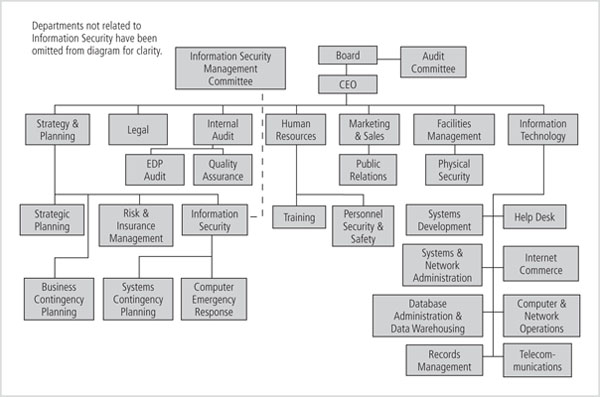 Departments not related to
Information Security have been
omitted from diagram for clarity.
Information Security
Management
Committee
Board
Audit
Committee
CEO
Strategy &
Planning
Legal
Internal
Audit
Human
Resources
Marketing
& Sales
Facilities
Management
Information
Technology
EDP
Audit
Quality
Assurance
Public
Relations
Physical
Security
Strategic
Planning
Risk &
Insurance
Management
Information
Security
Training
Personnel
Security &
Safety
Systems
Development
Help Desk
Systems &
Network
Administration
Internet
Commerce
Business
Contingency
Planning
Systems
Contingency
Planning
Computer
Emergency
Response
Database
Administration &
Data Warehousing
Computer &
Network
Operations
Records
Management
Telecom-
munications